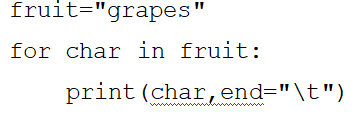 fruit="grapes"
for char in fruit:
    print(char,end="\t")